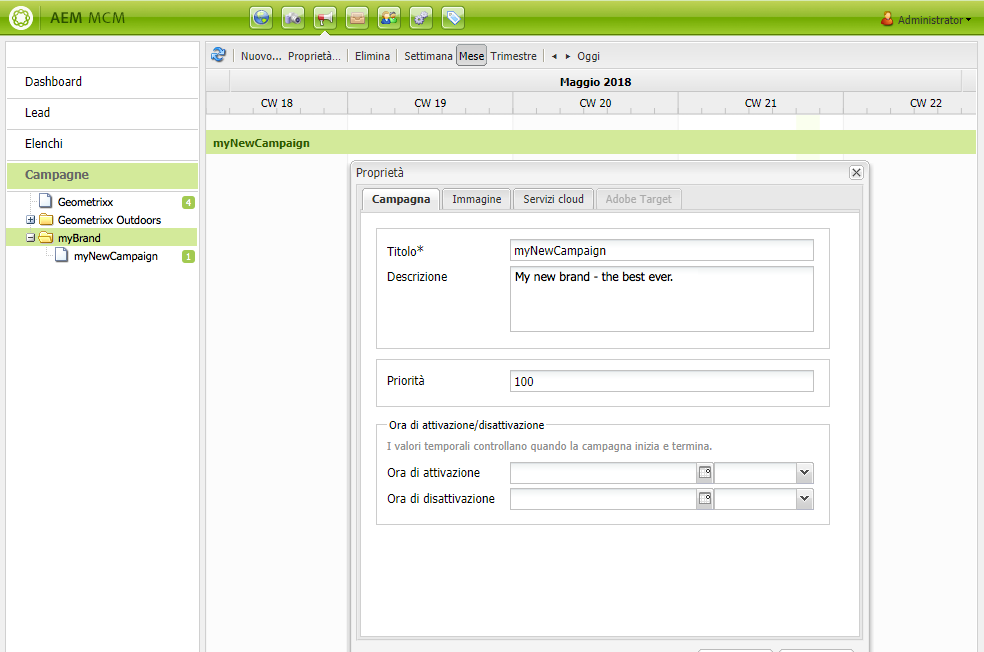 AEM MCM
Administrator
Dashboard
Lead
Elenchi
Campagne
Geometrixx 4
Geometrixx Outdoors
myBrand
myNewCampaign 1
Nuovo... Proprietà... Elimina Settimana Mese Trimestre Oggi
Maggio 2018
CW 18 CW 19 CW 20 CW 21 CW 22
myNewCampaign
Proprietà
Campagna Immagine Servizi cloud Adobe Target
Titolo* myNewCampaign
Descrizione My new brand - the best ever.
Priorità 100
Ora di attivazione/disattivazione
I valori temporali controllano quando la campagna inizia e termina.
Ora di attivazione
Ora di disattivazione